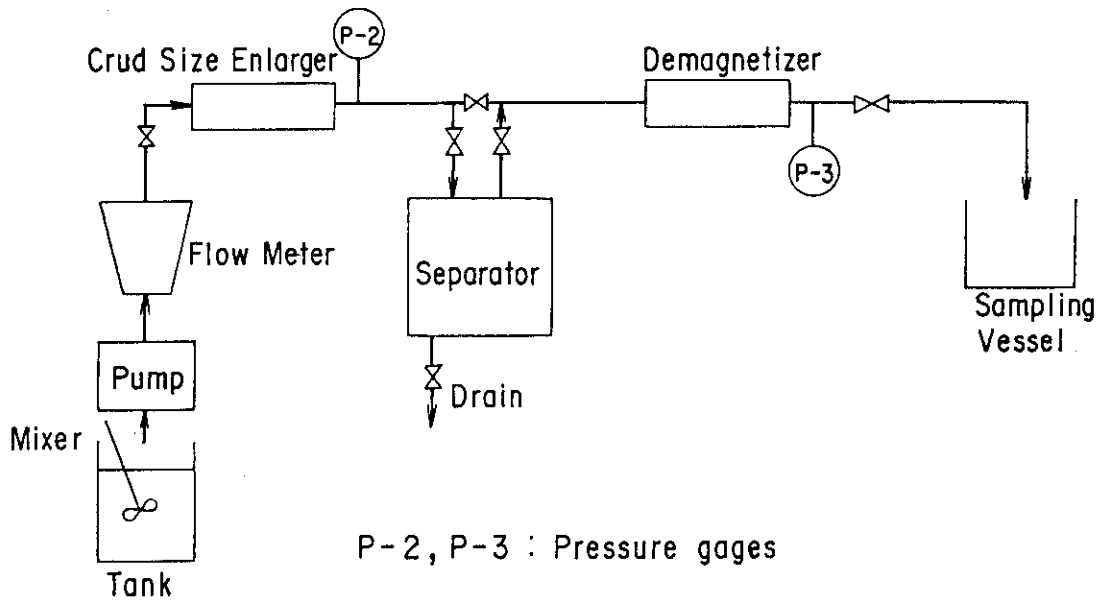 P-2
Crud Size Enlarger
Demagnetizer
P-3
Flow Meter
Separator
Sampling
Vessel
Pump
Drain
Mixer
P-2, P-3 : Pressure gages
Tank